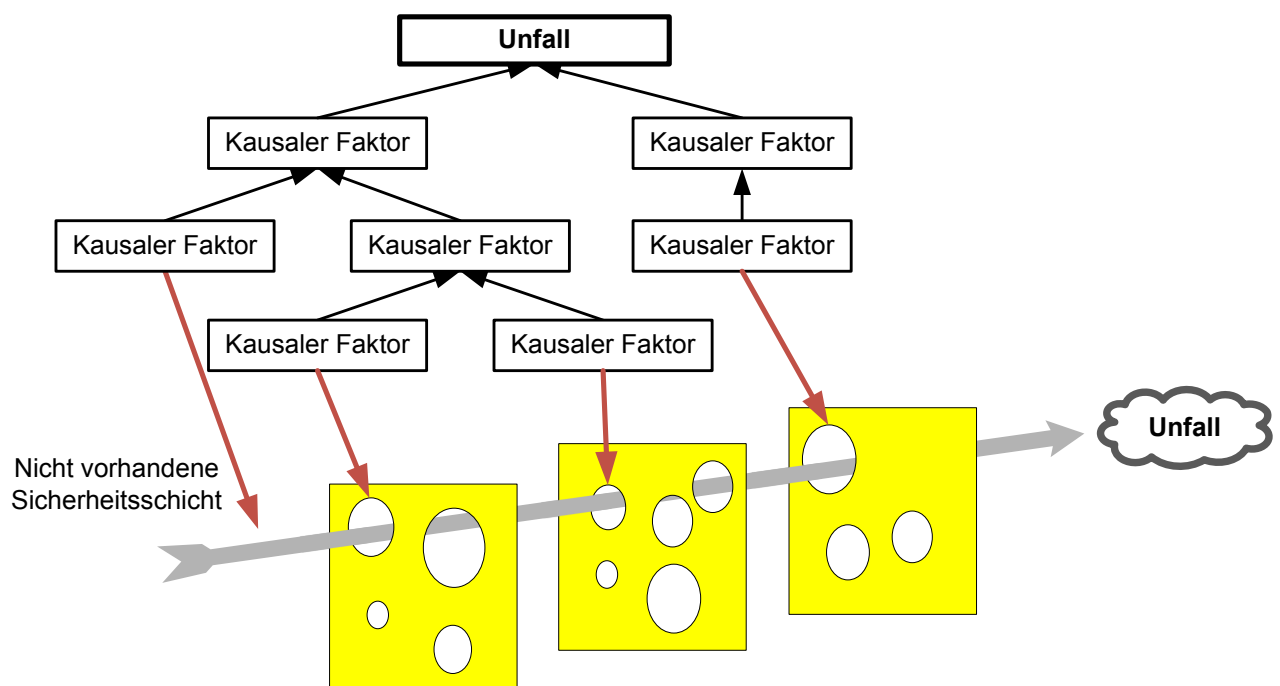 Unfall
Kausaler Faktor
Kausaler Faktor
Kausaler Faktor
Kausaler Faktor
Kausaler Faktor
Kausaler Faktor
Kausaler Faktor
Unfall
Nicht vorhandene
Sicherheitsschicht